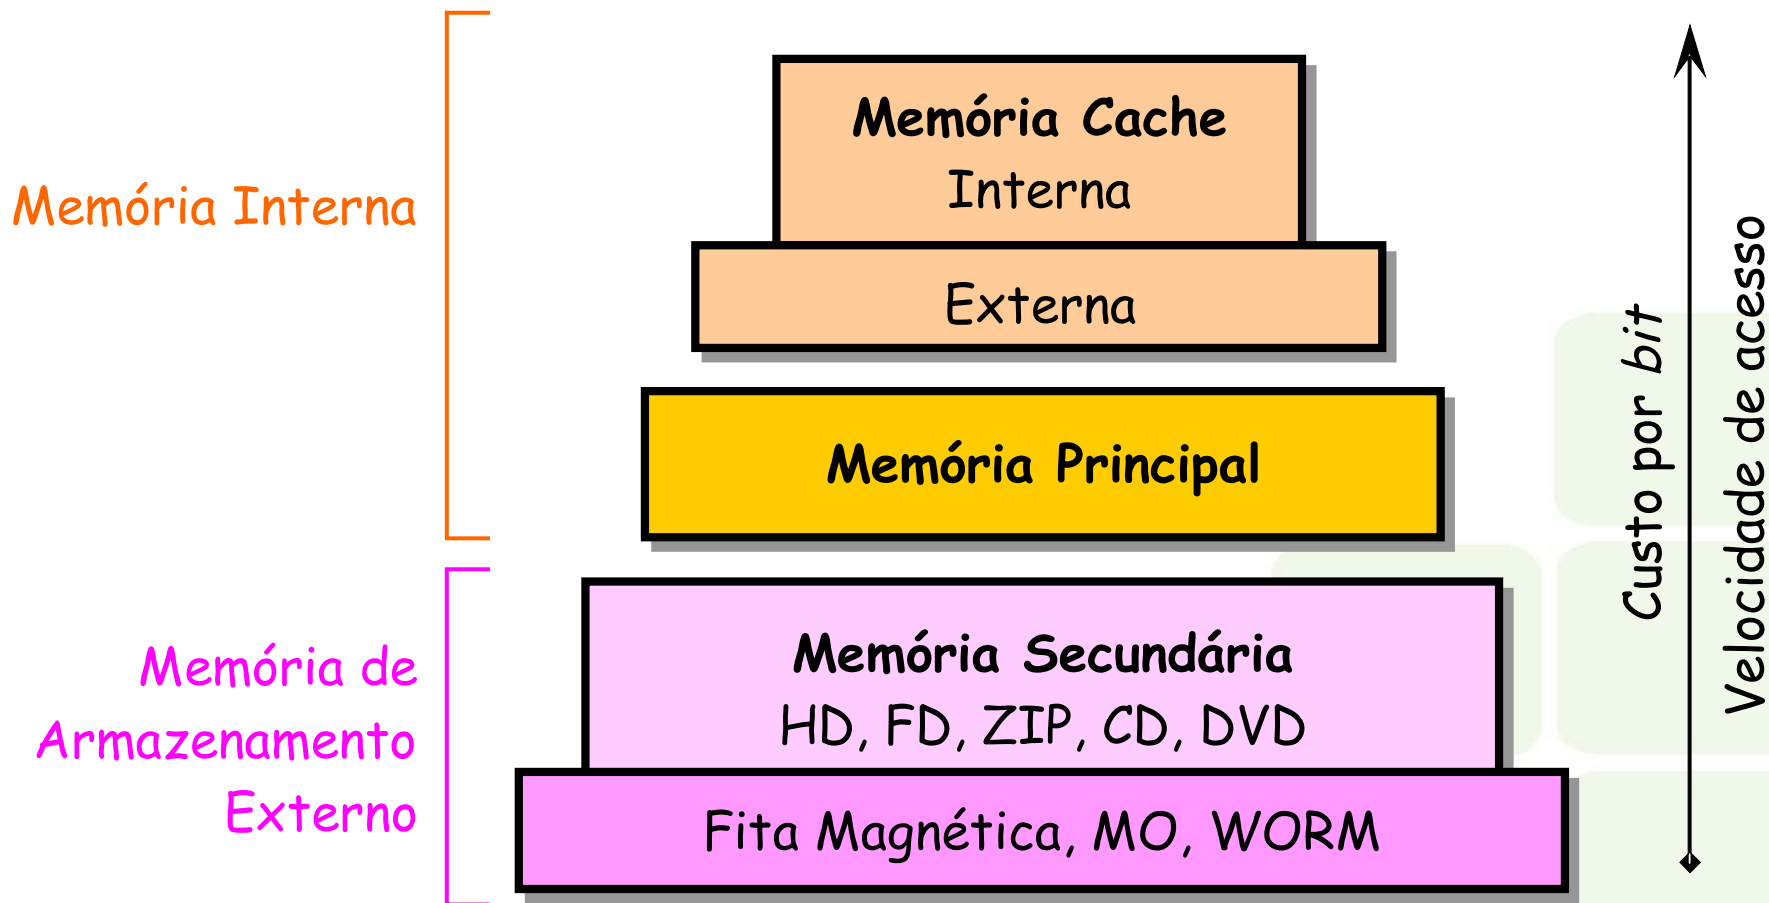 Memória Interna
Memória Cache
Interna
Externa
Memória Principal
Memória de
Armazenamento
Externo
Memória Secundária
HD, FD, ZIP, CD, DVD
Fita Magnética, MO, WORM
Custo por bit
Velocidade de acesso